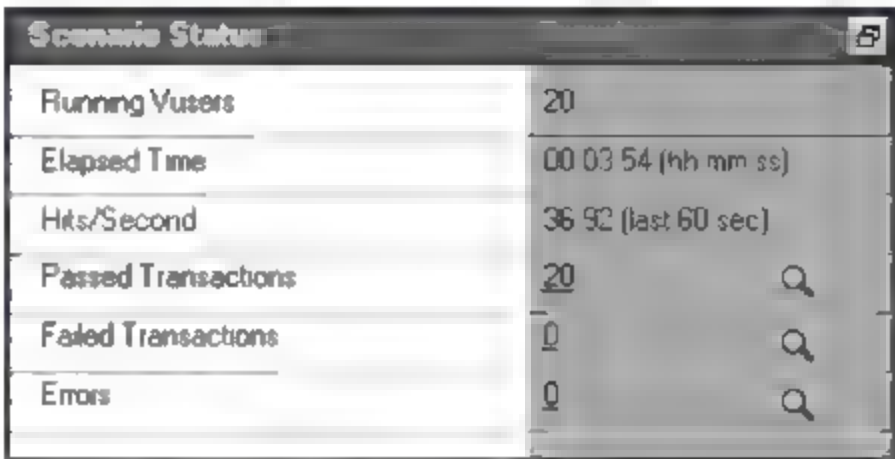 Scenario Status
Running Vusers 20
Elapsed Time 00 03 54 (hh mm ss)
Hits/Second 36 92 (last 60 sec)
Passed Transactions 20
Failed Transactions 0
Errors 0